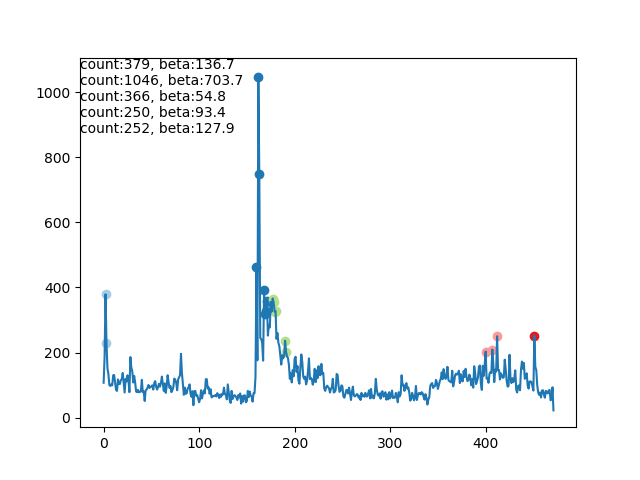 count:379, beta:136.7
count:1046, beta:703.7
count:366, beta:54.8
count:250, beta:93.4
count:252, beta:127.9
1000
800
600
400
200
0
0 100 200 300 400